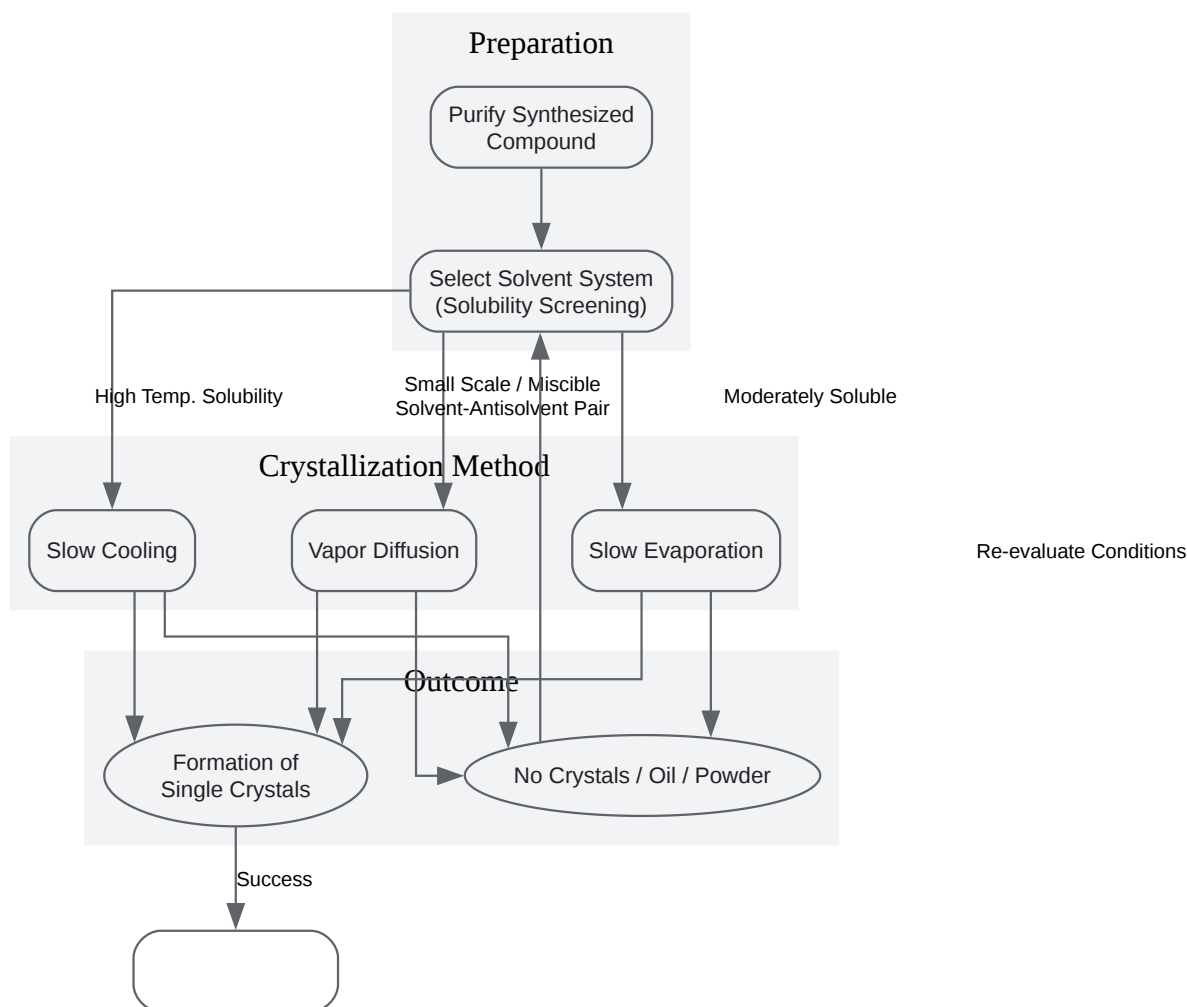 Preparation
Purify Synthesized
Compound
Select Solvent System
(Solubility Screening)
High Temp. Solubility
Small Scale / Miscible
Solvent-Antisolvent Pair
Moderately Soluble
Crystallization Method
Slow Cooling
Vapor Diffusion
Slow Evaporation
Re-evaluate Conditions
Outcome
Formation of
Single Crystals
No Crystals / Oil / Powder
Success